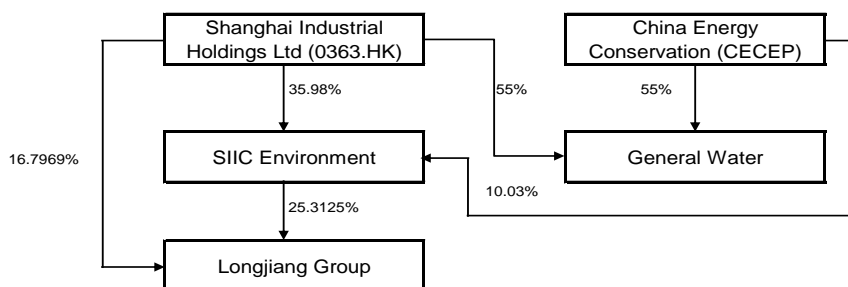 Shanghai Industrial
Holdings Ltd (0363.HK)
China Energy
Conservation (CECEP)
35.98%
55%
55%
16.7969%
SIIC Environment
General Water
10.03%
25.3125%
Longjiang Group